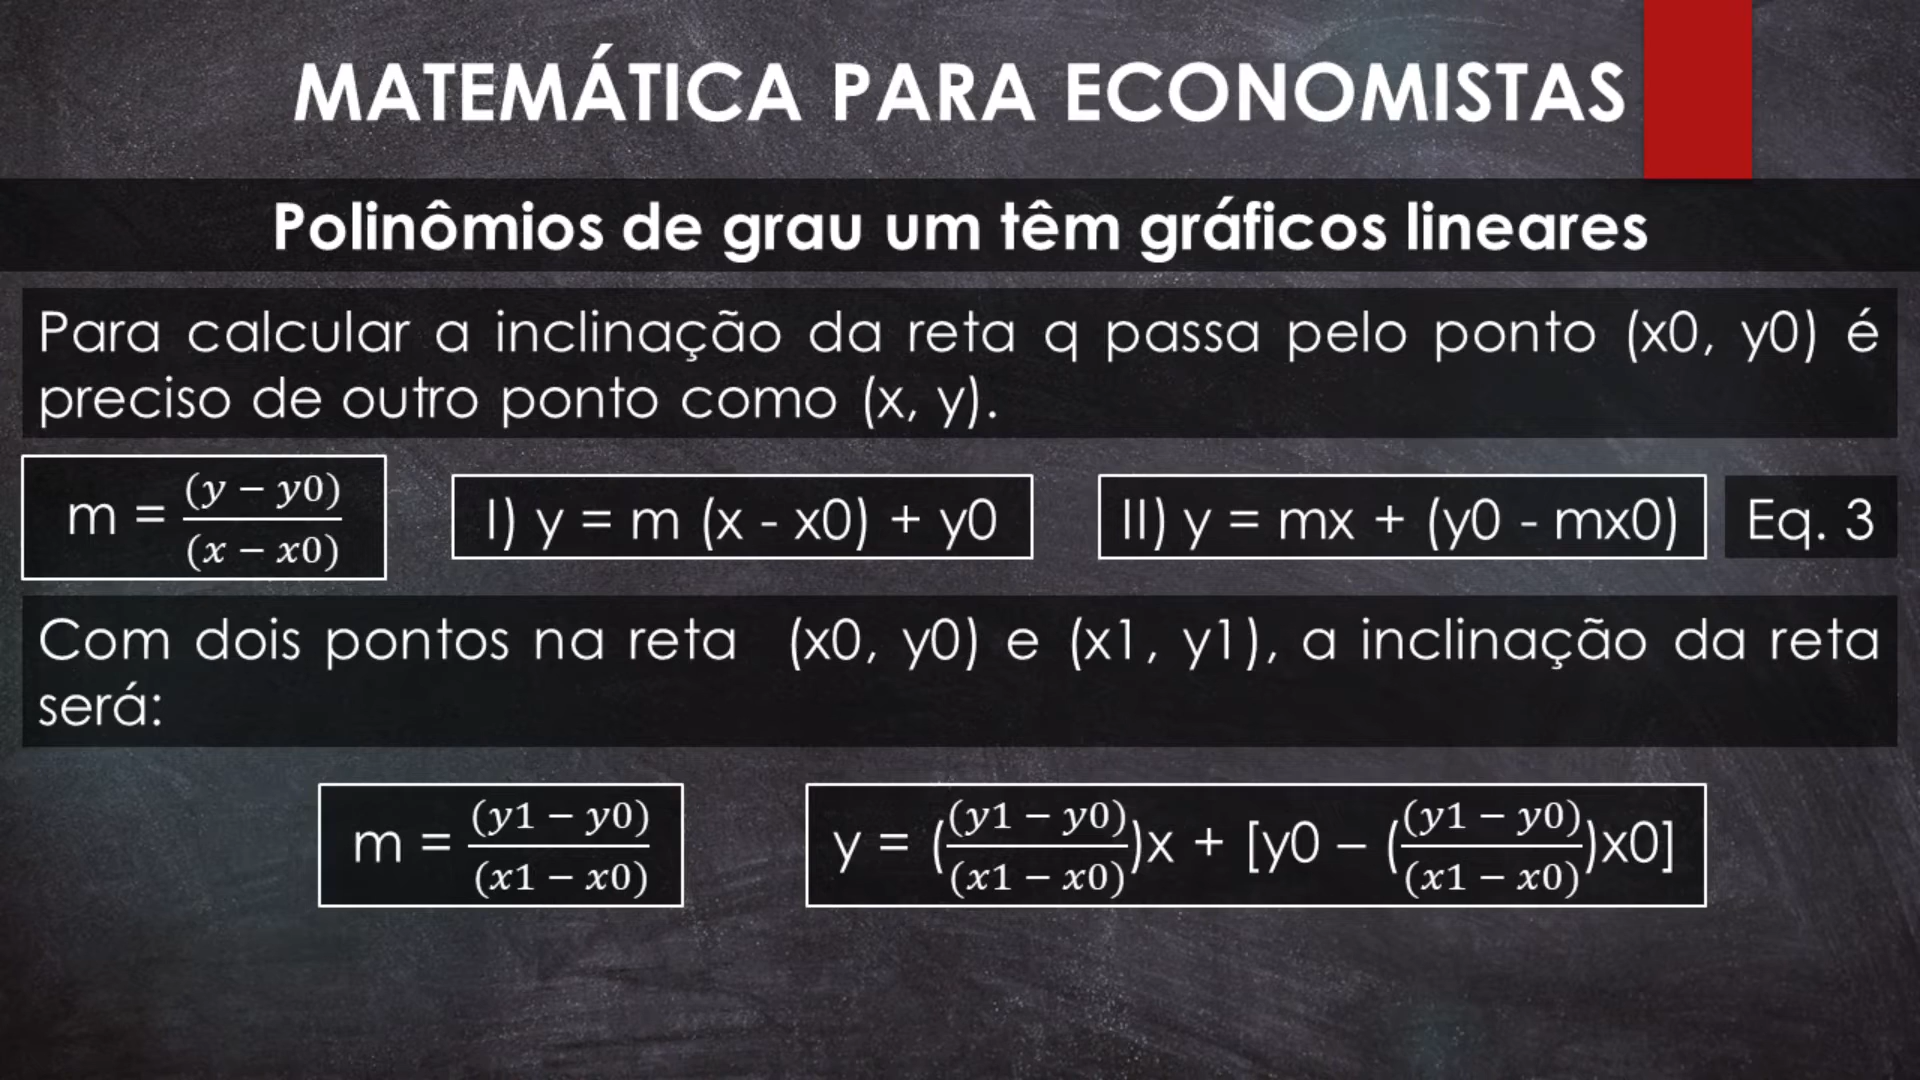 MATEMÁTICA PARA ECONOMISTAS
Polinômios de grau um têm gráficos lineares
Para calcular a inclinação da reta q passa pelo ponto (x0, y0) é
preciso de outro ponto como (x, y).
m = (y − y0)/(x − x0)
I) y = m (x - x0) + y0
II) y = mx + (y0 - mx0)
Eq. 3
Com dois pontos na reta (x0, y0) e (x1, y1), a inclinação da reta
será:
m = (y1 − y0)/(x1 − x0)
y = ((y1 − y0)/(x1 − x0))x + [y0 – ((y1 − y0)/(x1 − x0))x0]